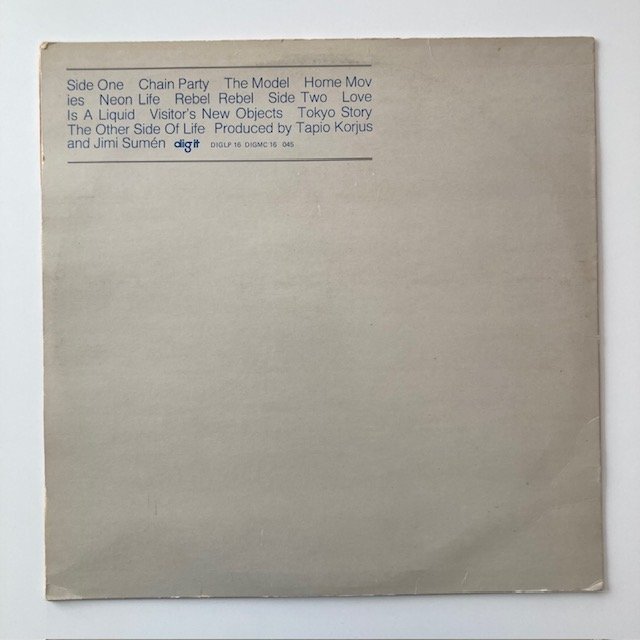 Side One Chain Party The Model Home Mov
ies Neon Life Rebel Rebel Side Two Love
Is A Liquid Visitor's New Objects Tokyo Story
The Other Side Of Life Produced by Tapio Korjus
and Jimi Sumén digit DIGLP 16 DIGMC 16 045